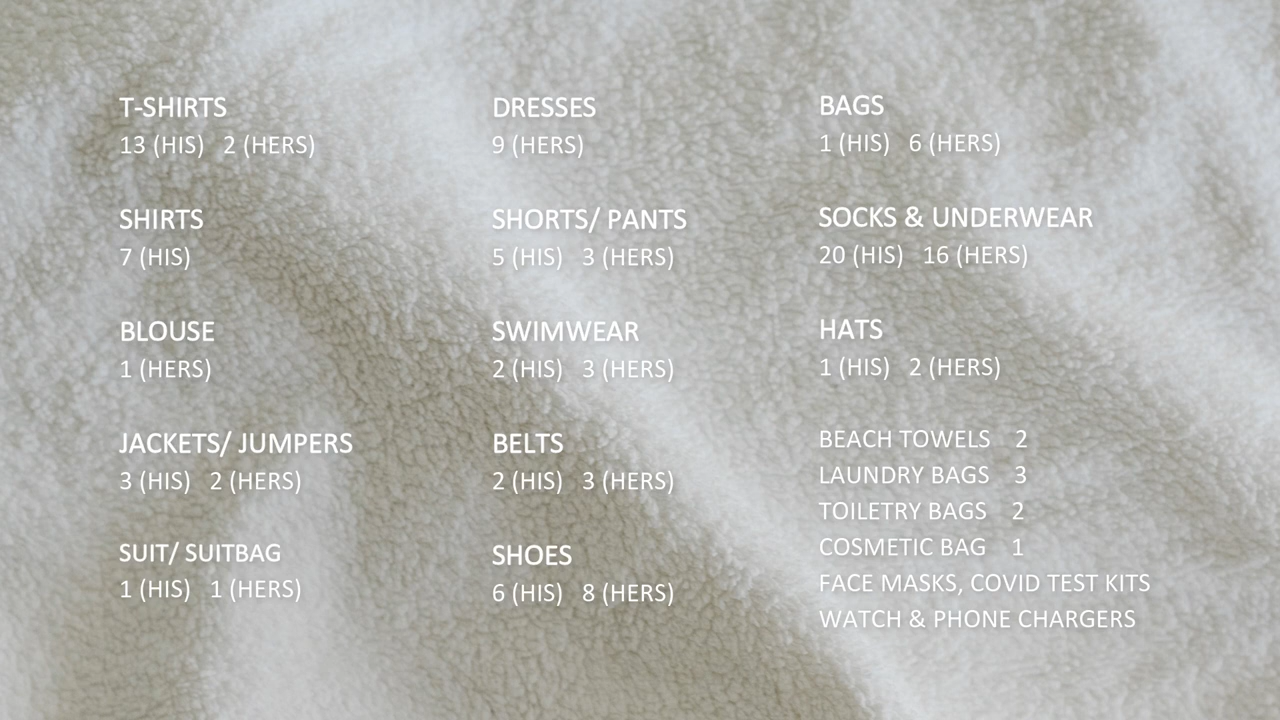 T-SHIRTS
13 (HIS)   2 (HERS)
SHIRTS
7 (HIS)
BLOUSE
1 (HERS)
JACKETS/ JUMPERS
3 (HIS)   2 (HERS)
SUIT/ SUITBAG
1 (HIS)   1 (HERS)
DRESSES
9 (HERS)
SHORTS/ PANTS
5 (HIS)   3 (HERS)
SWIMWEAR
2 (HIS)   3 (HERS)
BELTS
2 (HIS)   3 (HERS)
SHOES
6 (HIS)   8 (HERS)
BAGS
1 (HIS)   6 (HERS)
SOCKS & UNDERWEAR
20 (HIS)   16 (HERS)
HATS
1 (HIS)   2 (HERS)
BEACH TOWELS   2
LAUNDRY BAGS   3
TOILETRY BAGS   2
COSMETIC BAG   1
FACE MASKS, COVID TEST KITS
WATCH & PHONE CHARGERS